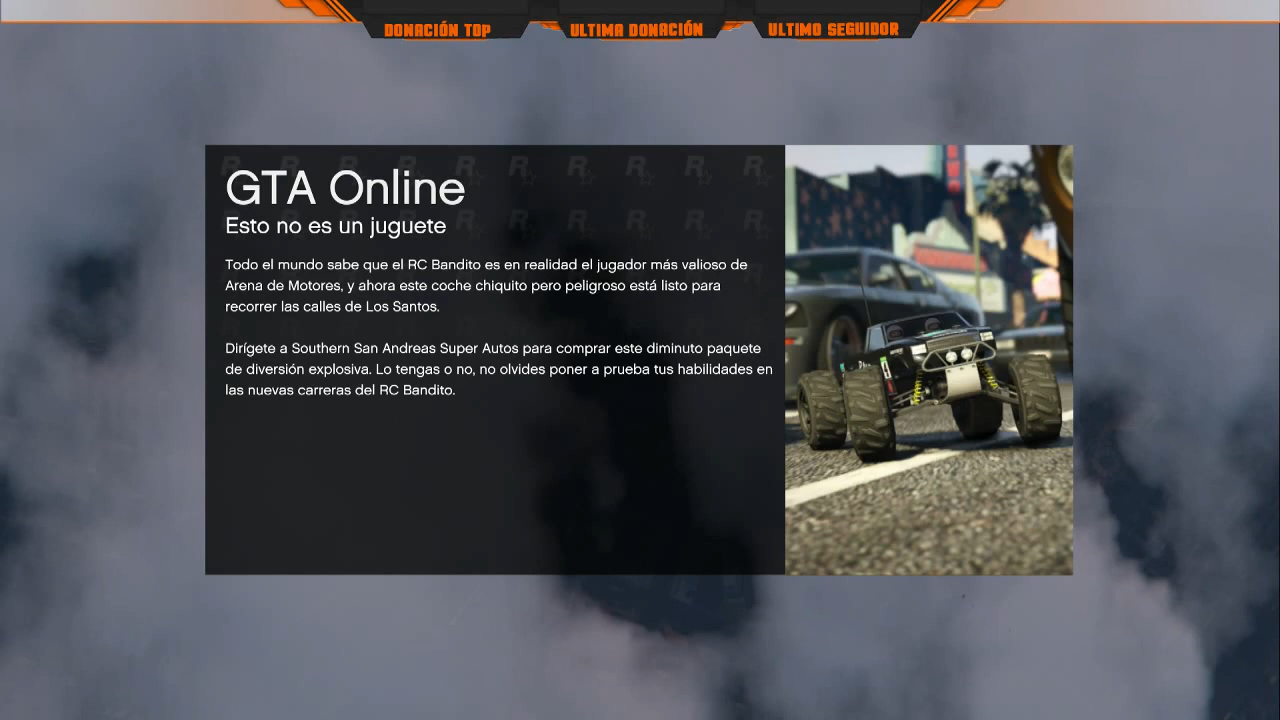 DONACIÓN TOP
ULTIMA DONACIÓN
ULTIMO SEGUIDOR
GTA Online
Esto no es un juguete
Todo el mundo sabe que el RC Bandito es en realidad el jugador más valioso de
Arena de Motores, y ahora este coche chiquito pero peligroso está listo para
recorrer las calles de Los Santos.
Dirígete a Southern San Andreas Super Autos para comprar este diminuto paquete
de diversión explosiva. Lo tengas o no, no olvides poner a prueba tus habilidades en
las nuevas carreras del RC Bandito.